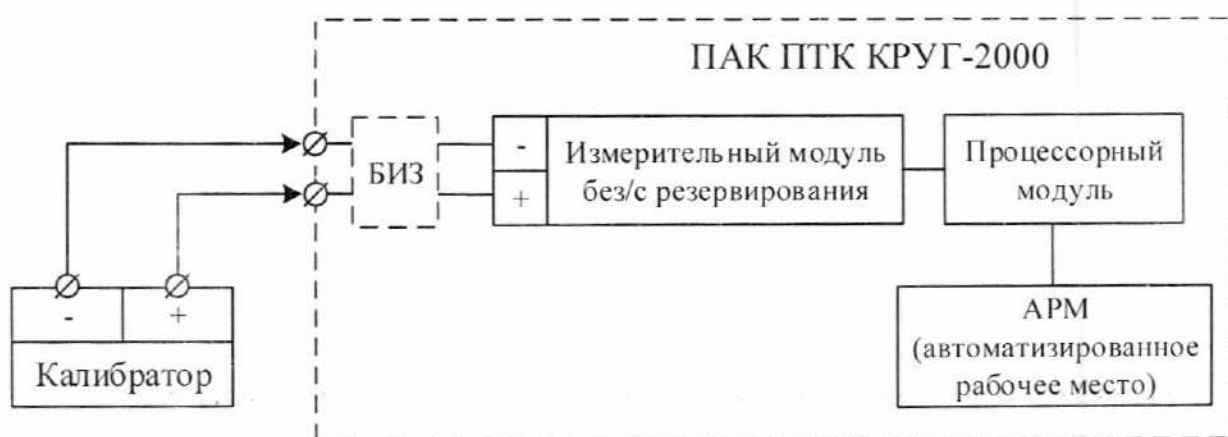 ПАК ПТК КРУГ-2000
БИЗ
-
+
Измерительный модуль
без/с резервирования
Процессорный
модуль
-
+
Калибратор
АРМ
(автоматизированное
рабочее место)